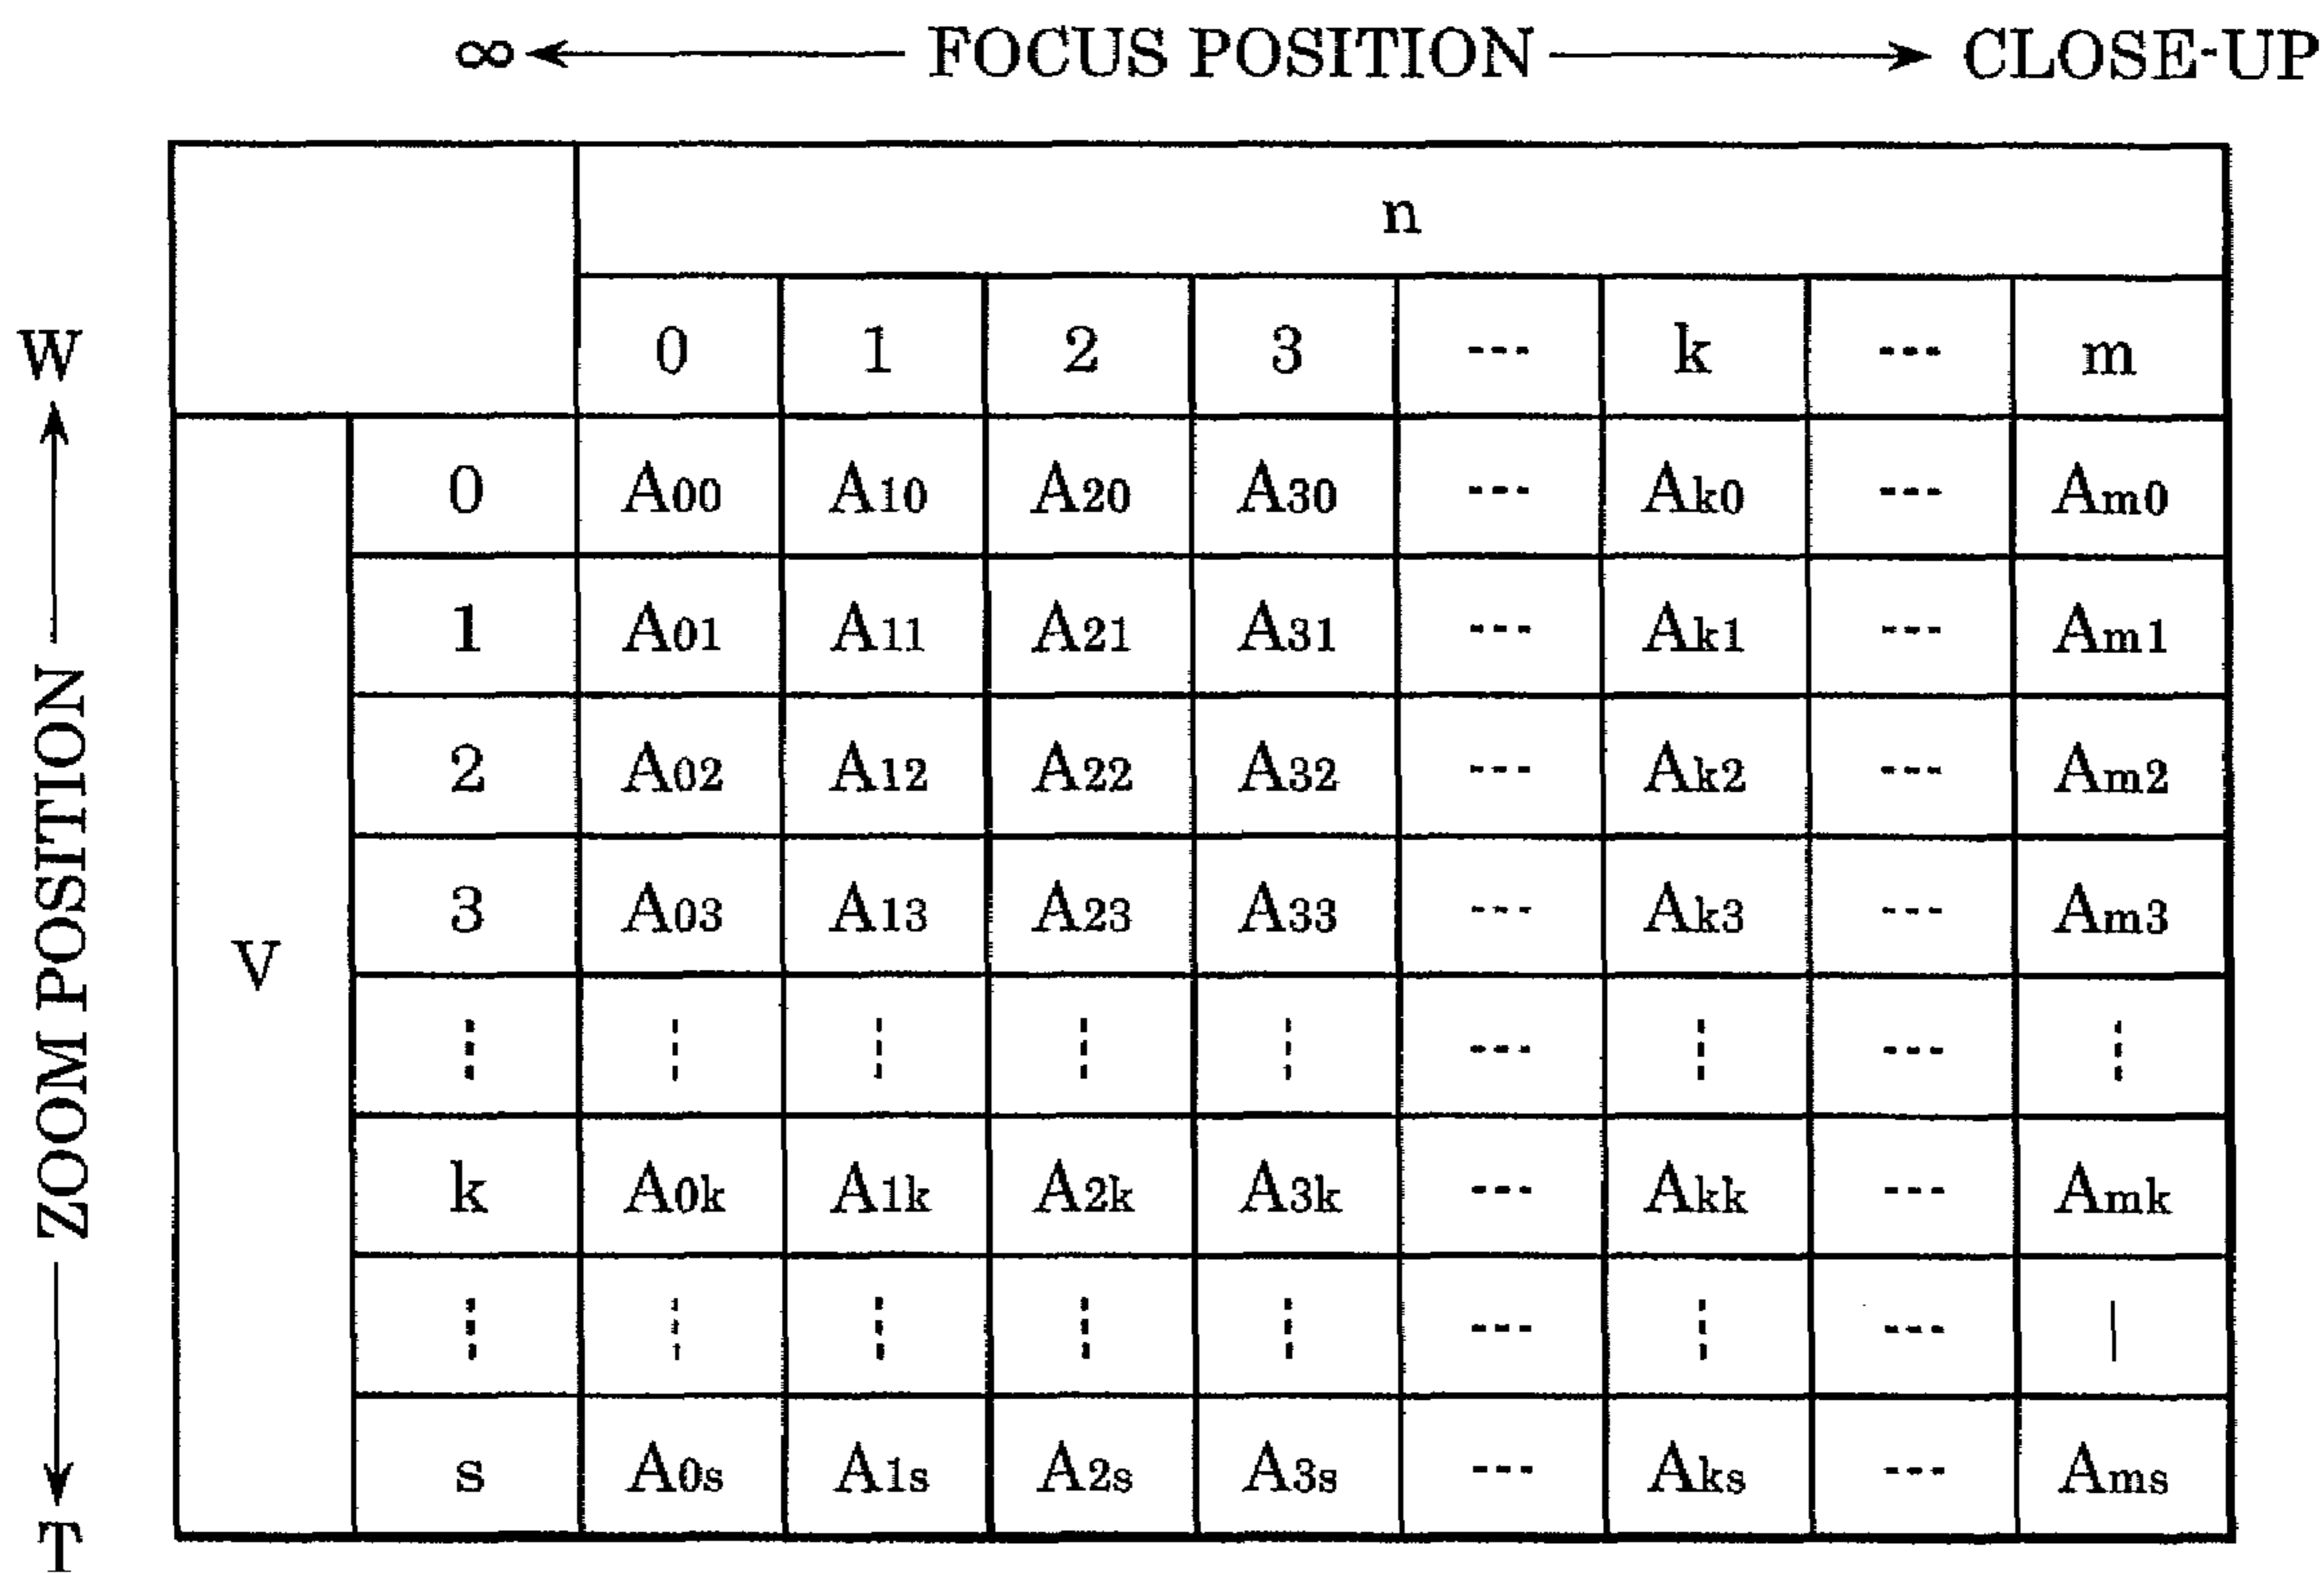 ∞ ← FOCUS POSITION → CLOSE-UP
n
0 1 2 3 --- k --- m
W ← ZOOM POSITION → T
V
0 A00 A10 A20 A30 --- Ak0 --- Am0
1 A01 A11 A21 A31 --- Ak1 --- Am1
2 A02 A12 A22 A32 --- Ak2 --- Am2
3 A03 A13 A23 A33 --- Ak3 --- Am3
⋮ ⋮ ⋮ ⋮ ⋮ --- ⋮ --- ⋮
k A0k A1k A2k A3k --- Akk --- Amk
⋮ ⋮ ⋮ ⋮ ⋮ --- ⋮ --- |
s A0s A1s A2s A3s --- Aks --- Ams